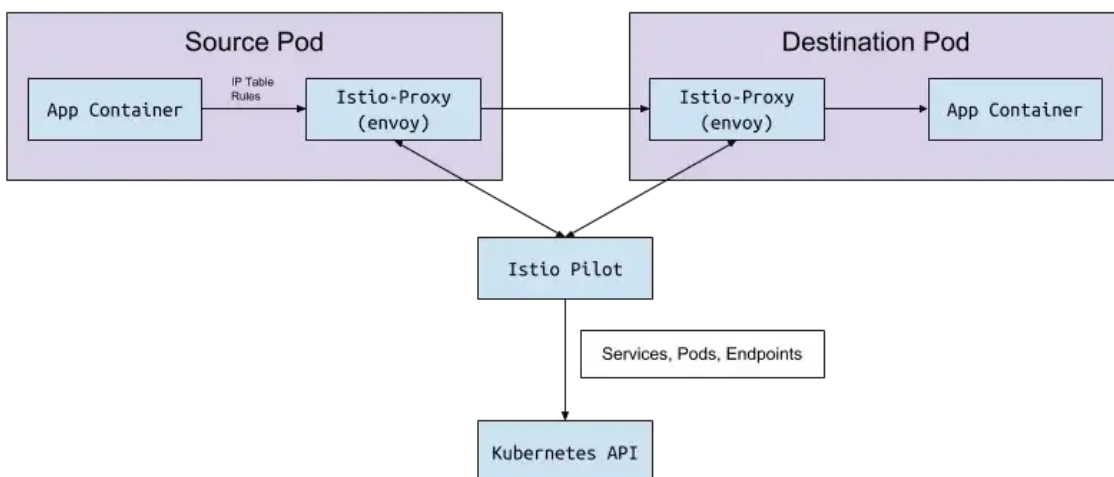 Source Pod
Destination Pod
App Container
IP Table
Rules
Istio-Proxy
(envoy)
Istio-Proxy
(envoy)
App Container
Istio Pilot
Services, Pods, Endpoints
Kubernetes API